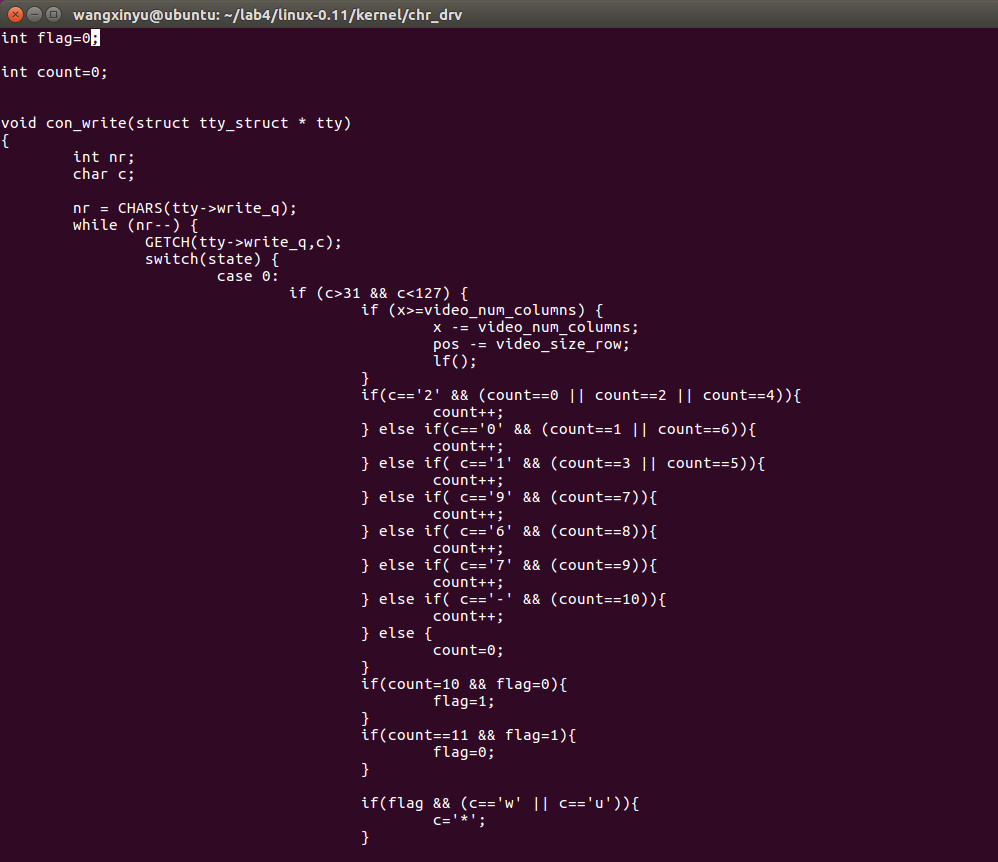 wangxinyu@ubuntu: ~/lab4/linux-0.11/kernel/chr_drv
int flag=0;
int count=0;
void con_write(struct tty_struct * tty)
{
int nr;
char c;
nr = CHARS(tty->write_q);
while (nr--) {
GETCH(tty->write_q,c);
switch(state) {
case 0:
if (c>31 && c<127) {
if (x>=video_num_columns) {
x -= video_num_columns;
pos -= video_size_row;
lf();
}
if(c=='2' && (count==0 || count==2 || count==4)){
count++;
} else if(c=='0' && (count==1 || count==6)){
count++;
} else if( c=='1' && (count==3 || count==5)){
count++;
} else if( c=='9' && (count==7)){
count++;
} else if( c=='6' && (count==8)){
count++;
} else if( c=='7' && (count==9)){
count++;
} else if( c=='-' && (count==10)){
count++;
} else {
count=0;
}
if(count=10 && flag=0){
flag=1;
}
if(count==11 && flag=1){
flag=0;
}
if(flag && (c=='w' || c=='u')){
c='*';
}